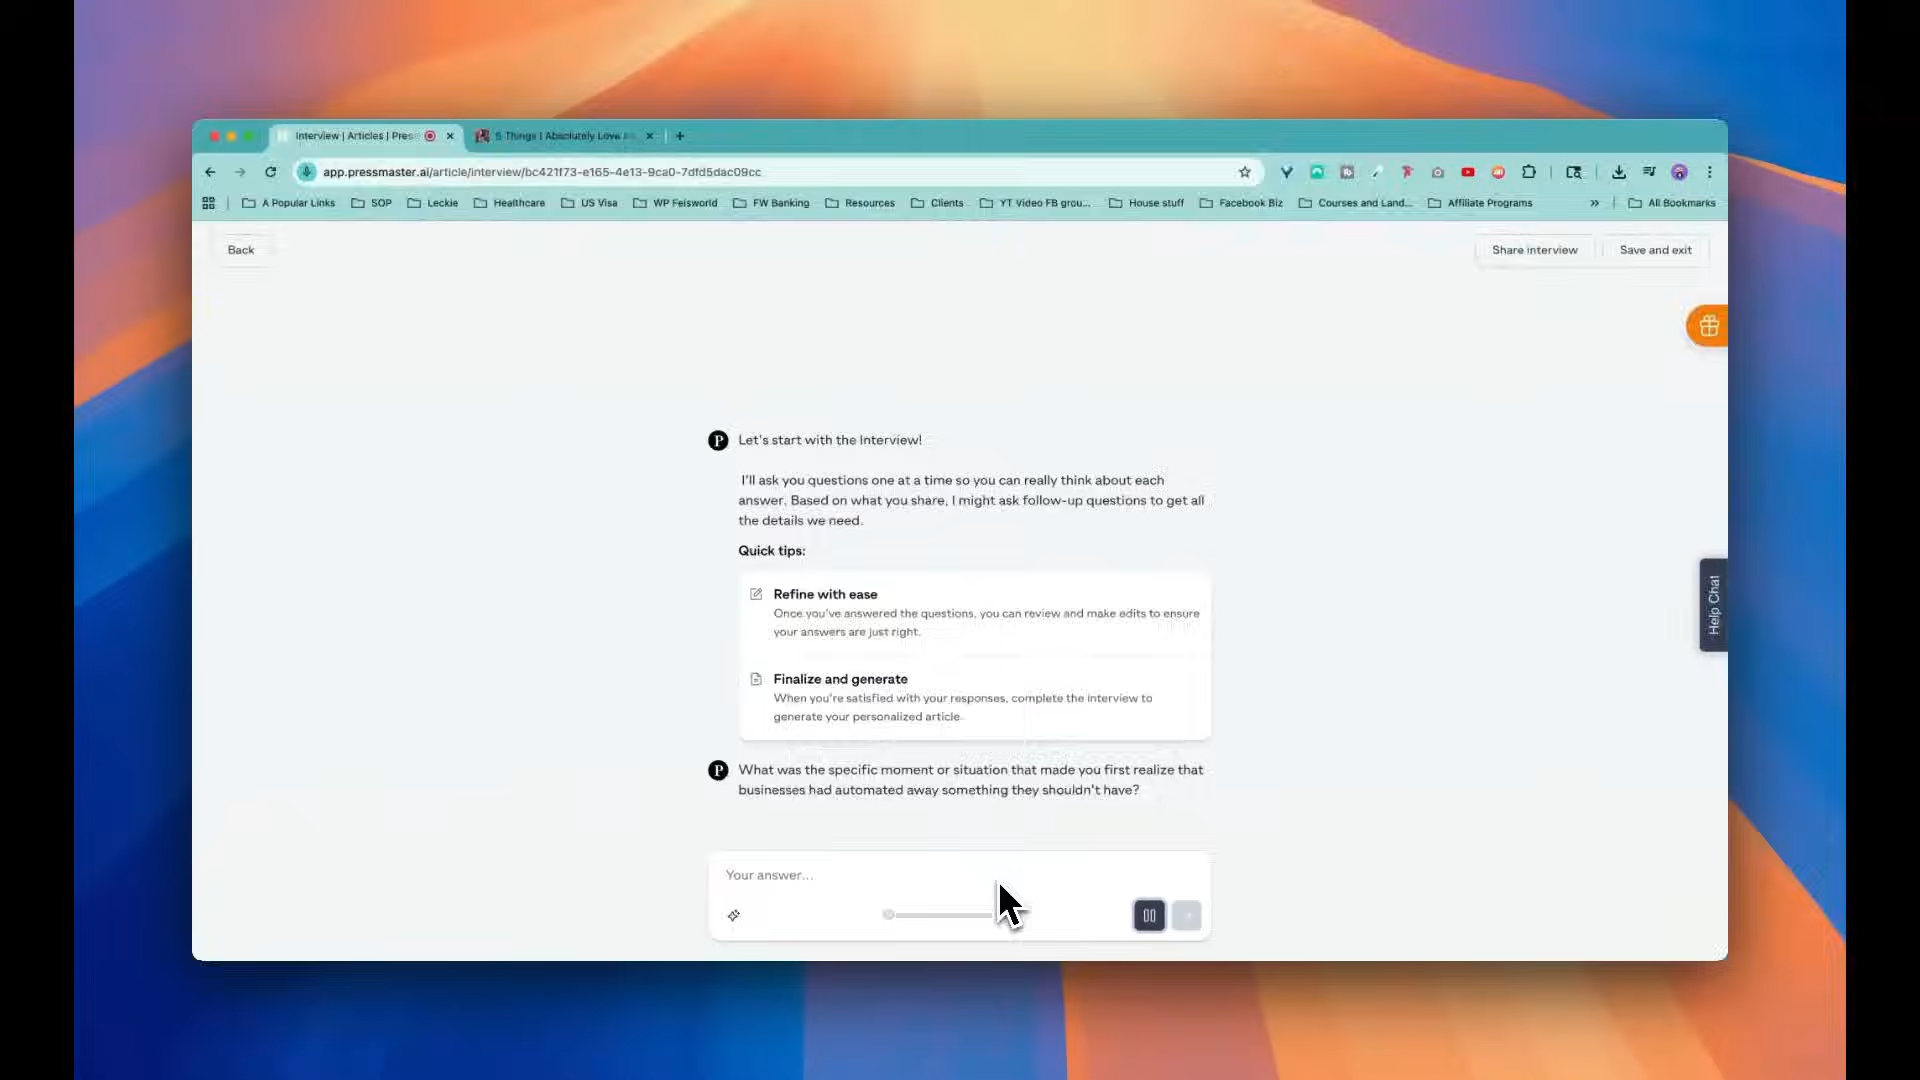 Interview | Articles | Pres
5 Things I Absolutely Love
app.pressmaster.ai/article/interview/bc421f73-e165-4e13-9ca0-7dfd5dac09cc
A Popular Links
SOP
Leckie
Healthcare
US Visa
WP Feisworld
FW Banking
Resources
Clients
YT Video FB grou...
House stuff
Facebook Biz
Courses and Land...
Affiliate Programs
»
All Bookmarks
Back
Share interview
Save and exit
P
Let's start with the Interview!
I'll ask you questions one at a time so you can really think about each
answer. Based on what you share, I might ask follow-up questions to get all
the details we need.
Quick tips:
Refine with ease
Once you've answered the questions, you can review and make edits to ensure
your answers are just right.
Finalize and generate
When you're satisfied with your responses, complete the interview to
generate your personalized article.
P
What was the specific moment or situation that made you first realize that
businesses had automated away something they shouldn't have?
Your answer...
Help Chat